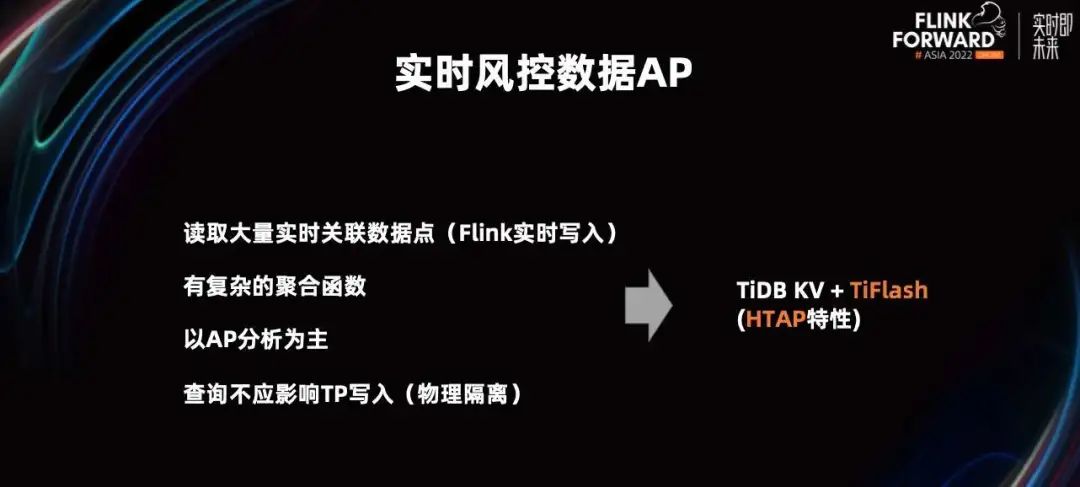 FLINK
FORWARD
# ASIA 2022
实时即
未来
实时风控数据AP
读取大量实时关联数据点（Flink实时写入）
有复杂的聚合函数
以AP分析为主
查询不应影响TP写入（物理隔离）
TiDB KV + TiFlash
(HTAP特性)